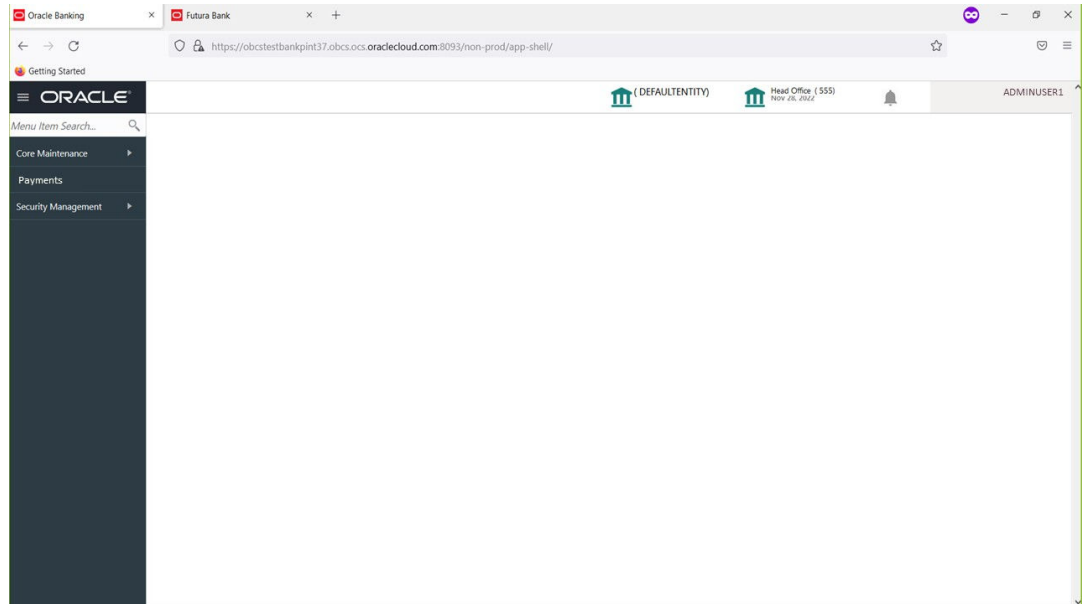 Oracle Banking
Futura Bank
https://obcstestbankpint37.obcs.ocs.oraclecloud.com:8093/non-prod/app-shell/
Getting Started
ORACLE
( DEFAULTENTITY)
Head Office ( 555)
Nov 28, 2022
ADMINUSER1
Menu Item Search...
Core Maintenance
Payments
Security Management